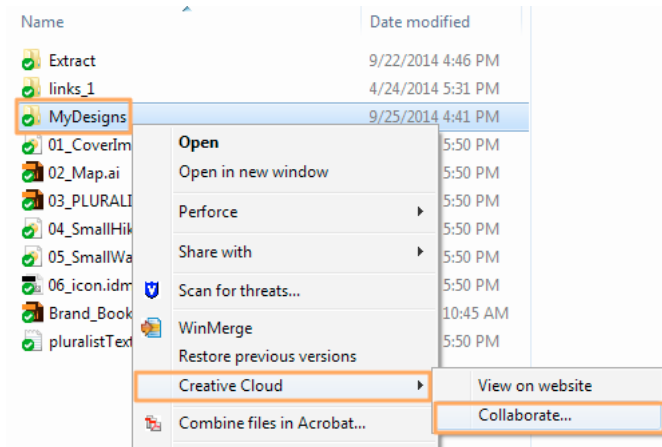 Name Date modified
Extract 9/22/2014 4:46 PM
links_1 4/24/2014 5:31 PM
MyDesigns 9/25/2014 4:41 PM
01_CoverIm 5:50 PM
02_Map.ai 5:50 PM
03_PLURALI 5:50 PM
04_SmallHik 5:50 PM
05_SmallWa 5:50 PM
06_icon.idm 5:50 PM
Brand_Book 10:45 AM
pluralistText 5:50 PM
Open
Open in new window
Perforce
Share with
Scan for threats...
WinMerge
Restore previous versions
Creative Cloud
Combine files in Acrobat...
View on website
Collaborate...